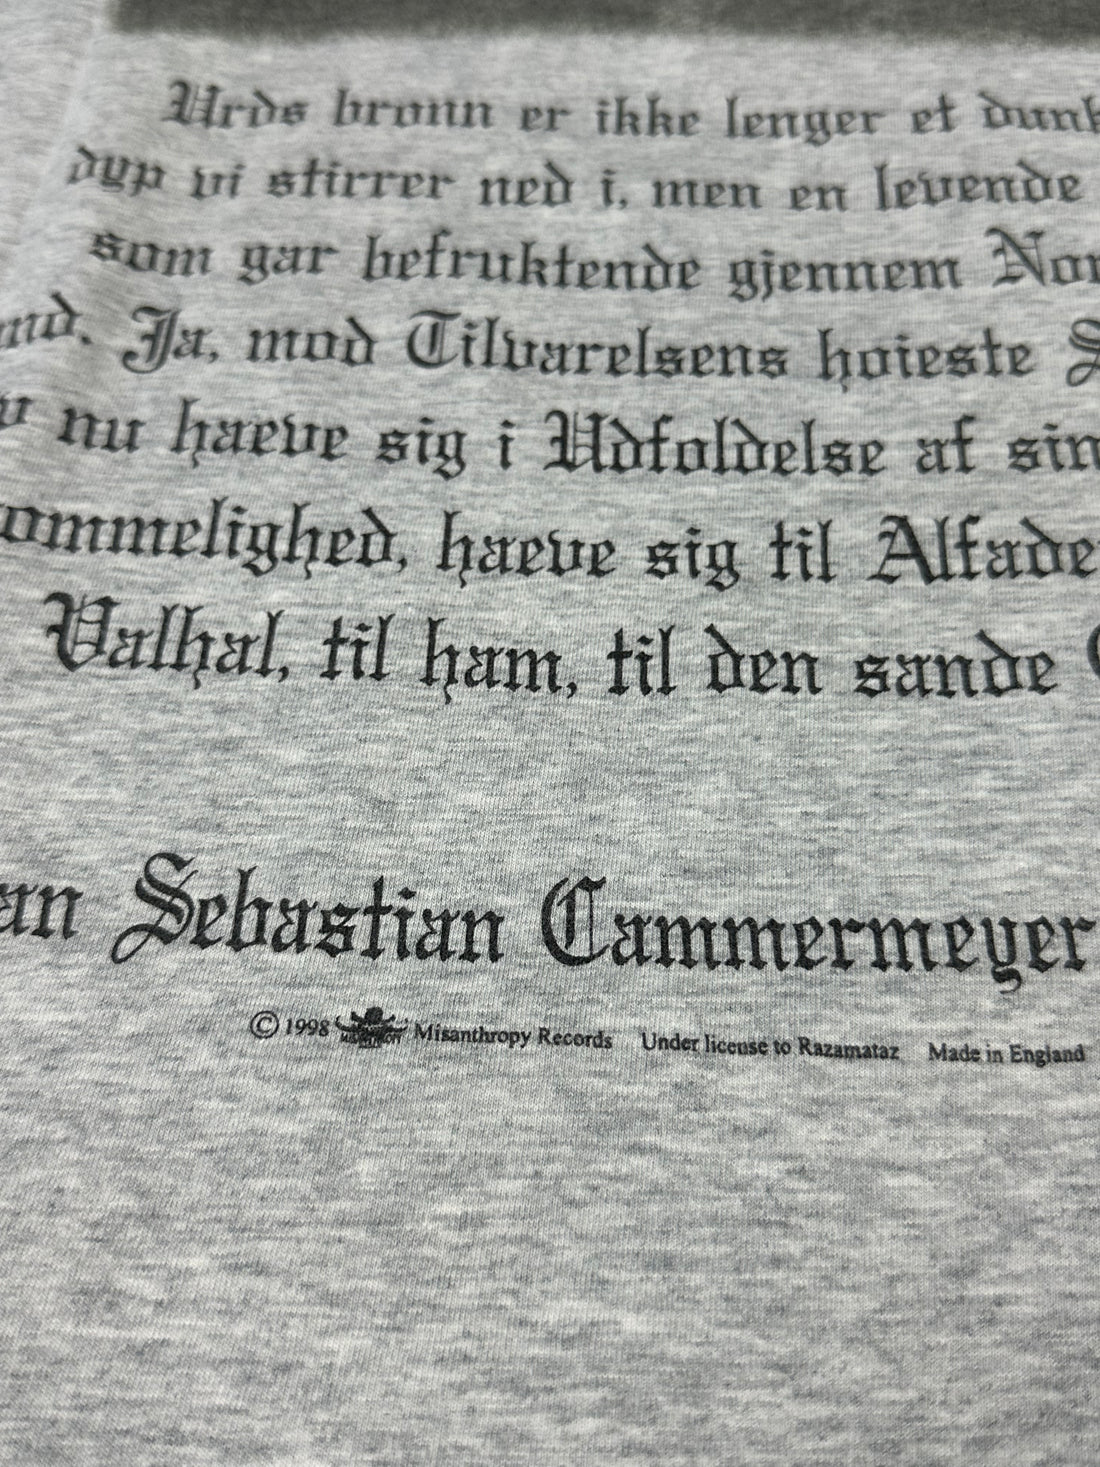 Urds bronn er ikke lenger et
dyp vi stirrer ned i, men en levende
som gar befruktende gjennem
Ja, mod Tilvarelsens hoieste
nu haeve sig i Udfoldelse af
haeve sig til
Valhal, til ham, til den sande
Sebastian Cammermeyer
© 1998 MISANTHROPY Misanthropy Records Under license to Razamataz Made in England